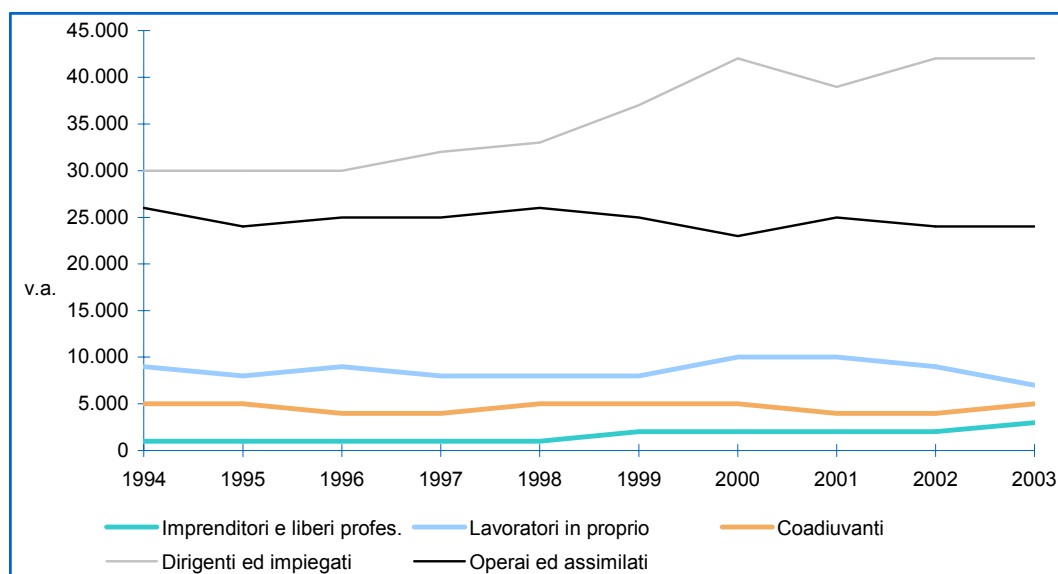 45.000
40.000
35.000
30.000
25.000
20.000
v.a.
15.000
10.000
5.000
0
1994 1995 1996 1997 1998 1999 2000 2001 2002 2003
Imprenditori e liberi profes. Lavoratori in proprio Coadiuvanti
Dirigenti ed impiegati Operai ed assimilati